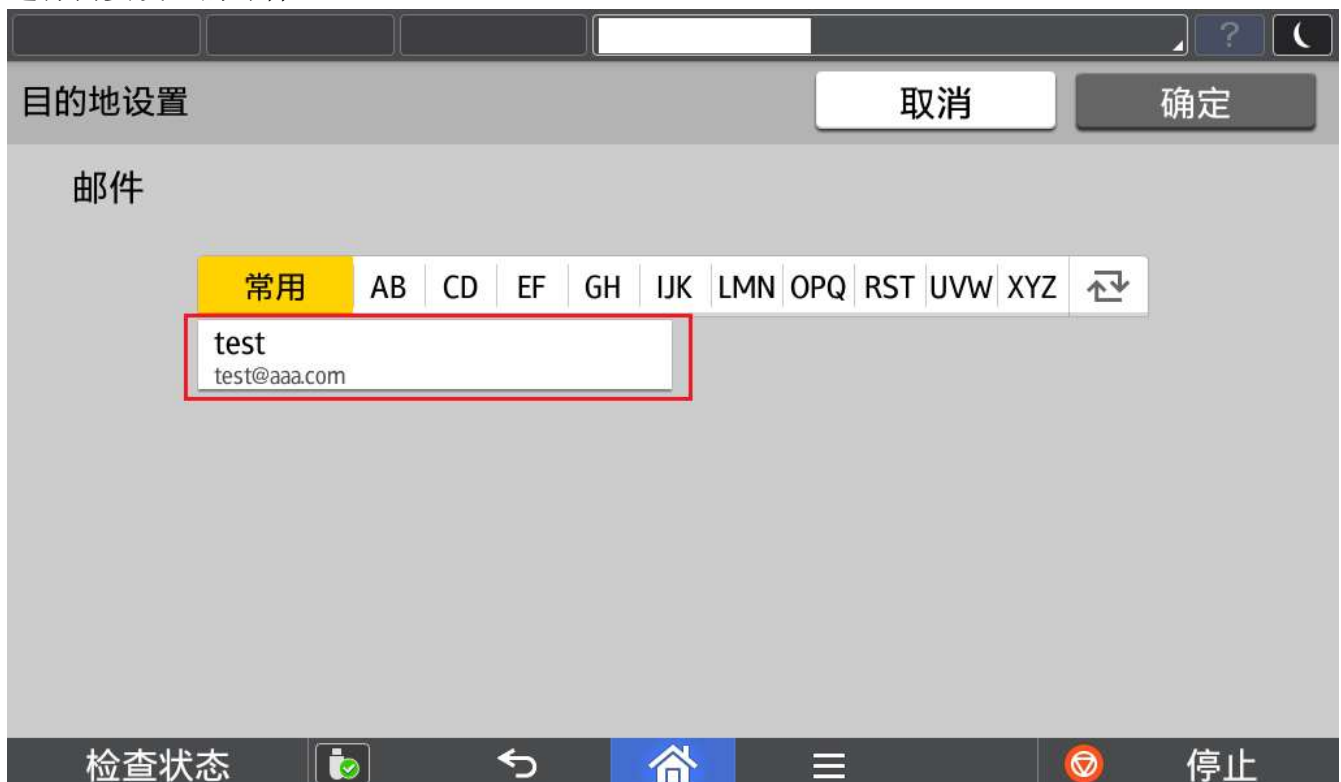 ?
目的地设置
取消
确定
邮件
常用 AB CD EF GH IJK LMN OPQ RST UVW XYZ
test
test@aaa.com
检查状态
停止